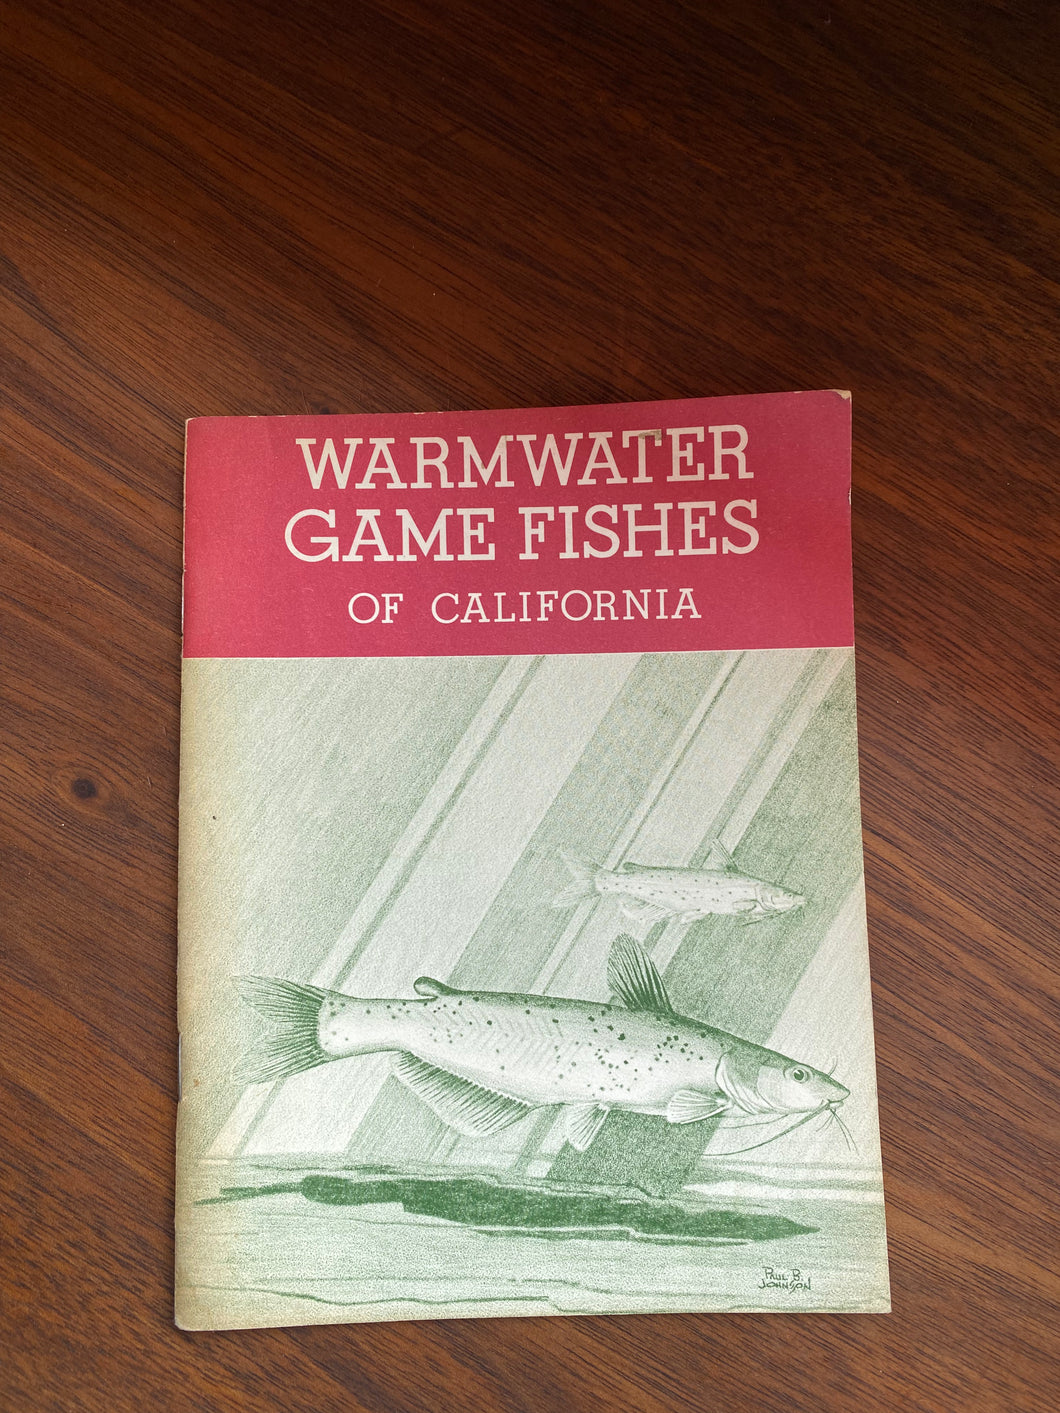 WARMWATER
GAME FISHES
OF CALIFORNIA
PAUL B.
JOHNSON